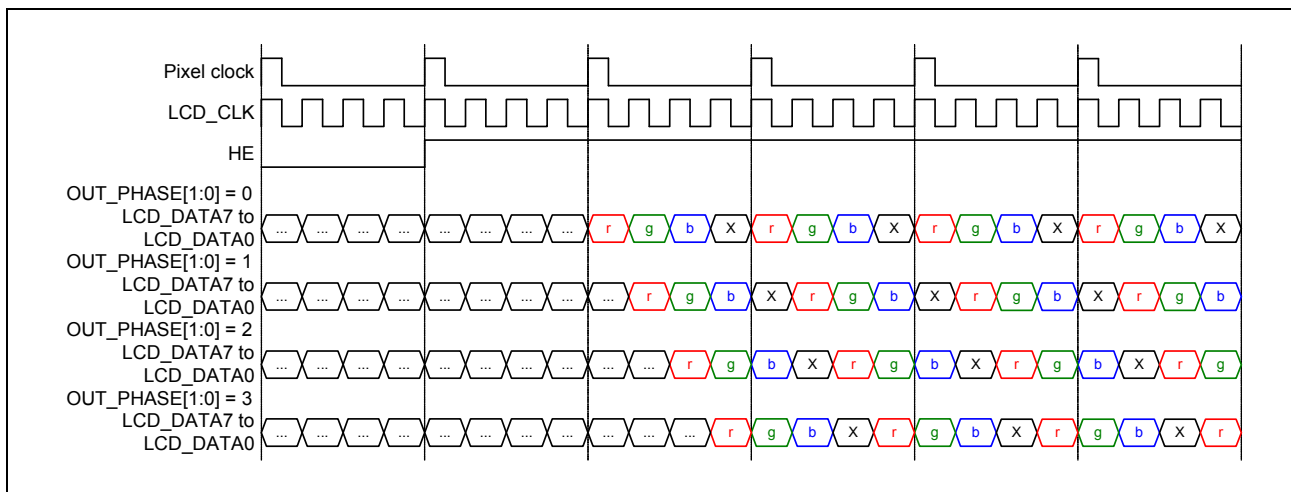 Pixel clock
LCD_CLK
HE
OUT_PHASE[1:0] = 0
LCD_DATA7 to
LCD_DATA0
... ... ... ... ... ... ... ... r g b X r g b X r g b X r g b X
OUT_PHASE[1:0] = 1
LCD_DATA7 to
LCD_DATA0
... ... ... ... ... ... ... ... ... r g b X r g b X r g b X r g b
OUT_PHASE[1:0] = 2
LCD_DATA7 to
LCD_DATA0
... ... ... ... ... ... ... ... ... ... r g b X r g b X r g b X r g
OUT_PHASE[1:0] = 3
LCD_DATA7 to
LCD_DATA0
... ... ... ... ... ... ... ... ... ... ... r g b X r g b X r g b X r